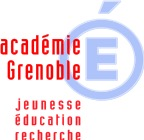 académie
Grenoble
É
jeunesse
éducation
recherche